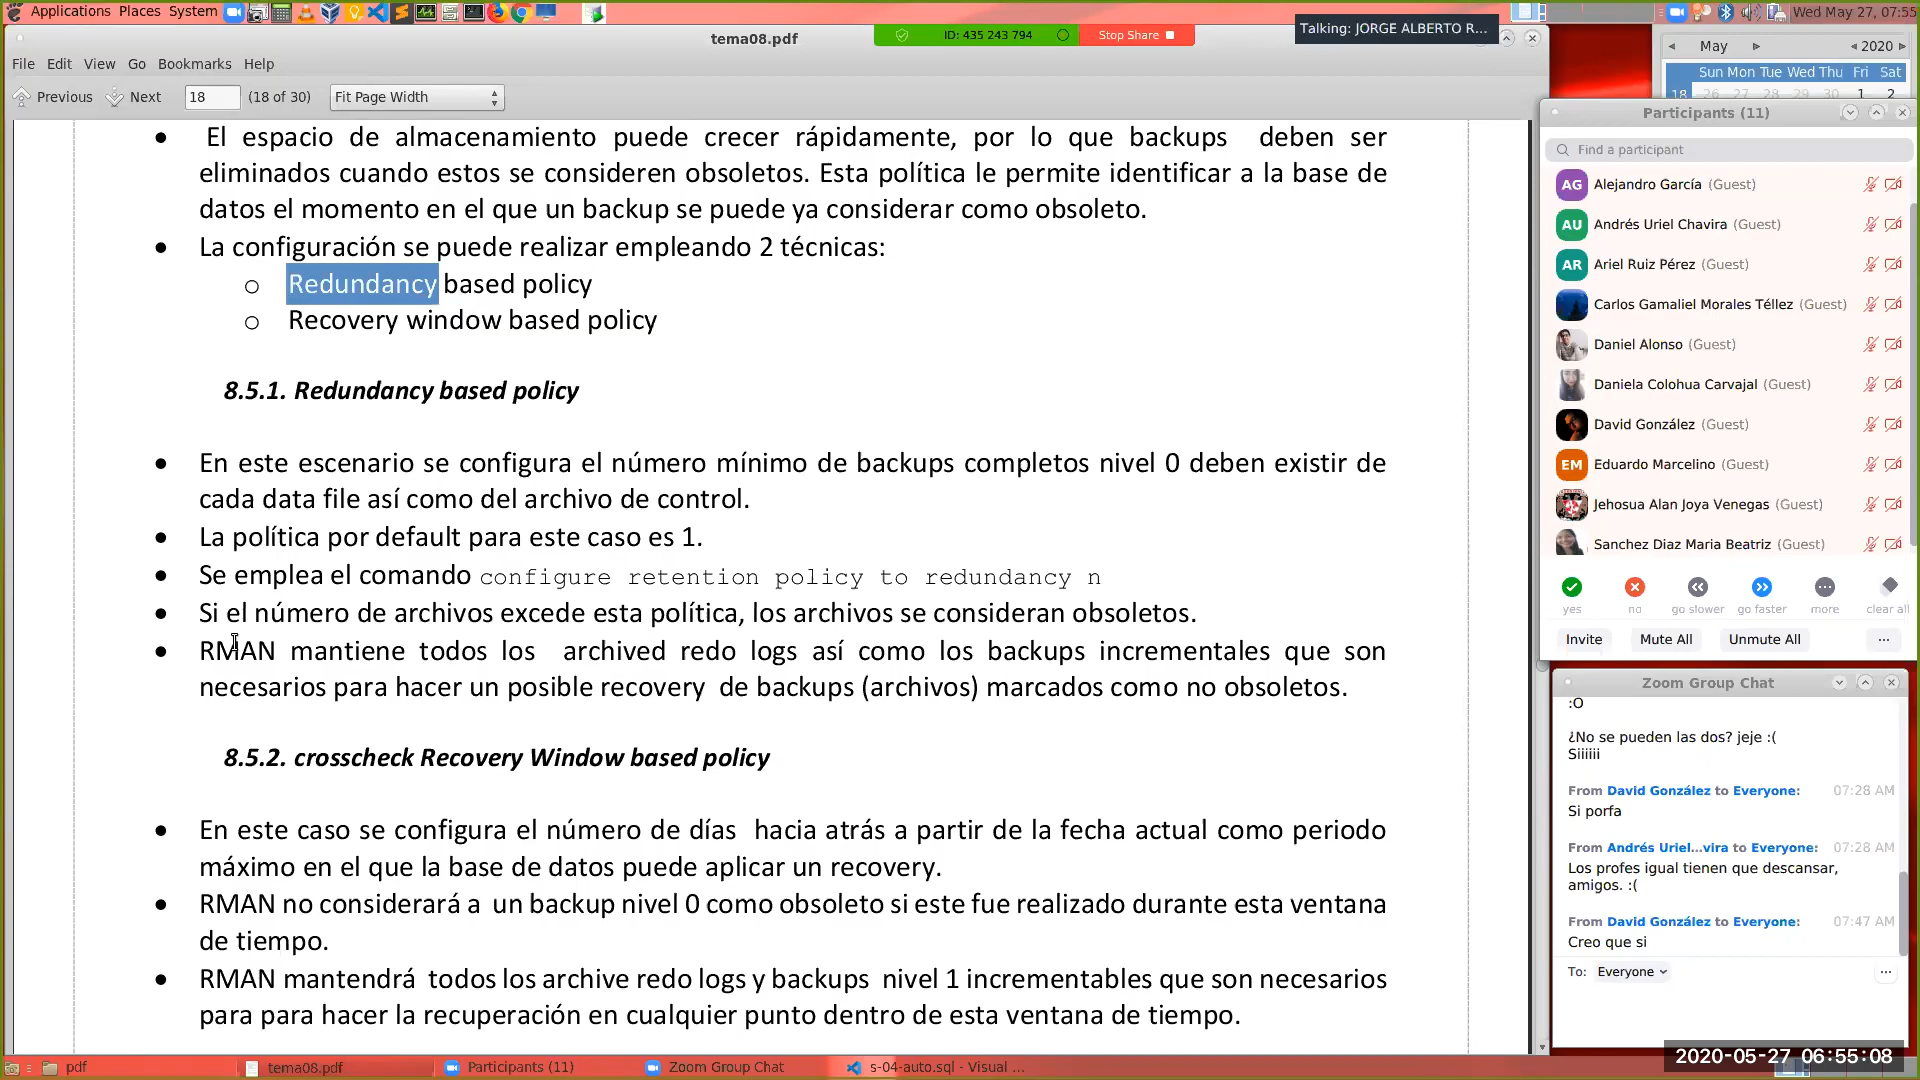 Applications Places System
Wed May 27, 07:55
tema08.pdf
ID: 435 243 794
Stop Share
Talking: JORGE ALBERTO R...
File Edit View Go Bookmarks Help
Previous Next 18 (18 of 30) Fit Page Width
• El espacio de almacenamiento puede crecer rápidamente, por lo que backups deben ser
eliminados cuando estos se consideren obsoletos. Esta política le permite identificar a la base de
datos el momento en el que un backup se puede ya considerar como obsoleto.
• La configuración se puede realizar empleando 2 técnicas:
o Redundancy based policy
o Recovery window based policy
8.5.1. Redundancy based policy
• En este escenario se configura el número mínimo de backups completos nivel 0 deben existir de
cada data file así como del archivo de control.
• La política por default para este caso es 1.
• Se emplea el comando configure retention policy to redundancy n
• Si el número de archivos excede esta política, los archivos se consideran obsoletos.
• RMAN mantiene todos los archived redo logs así como los backups incrementales que son
necesarios para hacer un posible recovery de backups (archivos) marcados como no obsoletos.
8.5.2. crosscheck Recovery Window based policy
• En este caso se configura el número de días hacia atrás a partir de la fecha actual como periodo
máximo en el que la base de datos puede aplicar un recovery.
• RMAN no considerará a un backup nivel 0 como obsoleto si este fue realizado durante esta ventana
de tiempo.
• RMAN mantendrá todos los archive redo logs y backups nivel 1 incrementables que son necesarios
para para hacer la recuperación en cualquier punto dentro de esta ventana de tiempo.
May 2020
Sun Mon Tue Wed Thu Fri Sat
18 26 27 28 29 30 1 2
Participants (11)
Find a participant
AG Alejandro García (Guest)
AU Andrés Uriel Chavira (Guest)
AR Ariel Ruiz Pérez (Guest)
Carlos Gamaliel Morales Téllez (Guest)
Daniel Alonso (Guest)
Daniela Colohua Carvajal (Guest)
David González (Guest)
EM Eduardo Marcelino (Guest)
Jehosua Alan Joya Venegas (Guest)
Sanchez Diaz Maria Beatriz (Guest)
yes no go slower go faster more clear all
Invite Mute All Unmute All ...
Zoom Group Chat
:O
¿No se pueden las dos? jeje :(
Siiiiii
From David González to Everyone: 07:28 AM
Si porfa
From Andrés Uriel...vira to Everyone: 07:28 AM
Los profes igual tienen que descansar,
amigos. :(
From David González to Everyone: 07:47 AM
Creo que si
To: Everyone ...
2020-05-27 06:55:08
pdf
tema08.pdf
Participants (11)
Zoom Group Chat
s-04-auto.sql - Visual ...